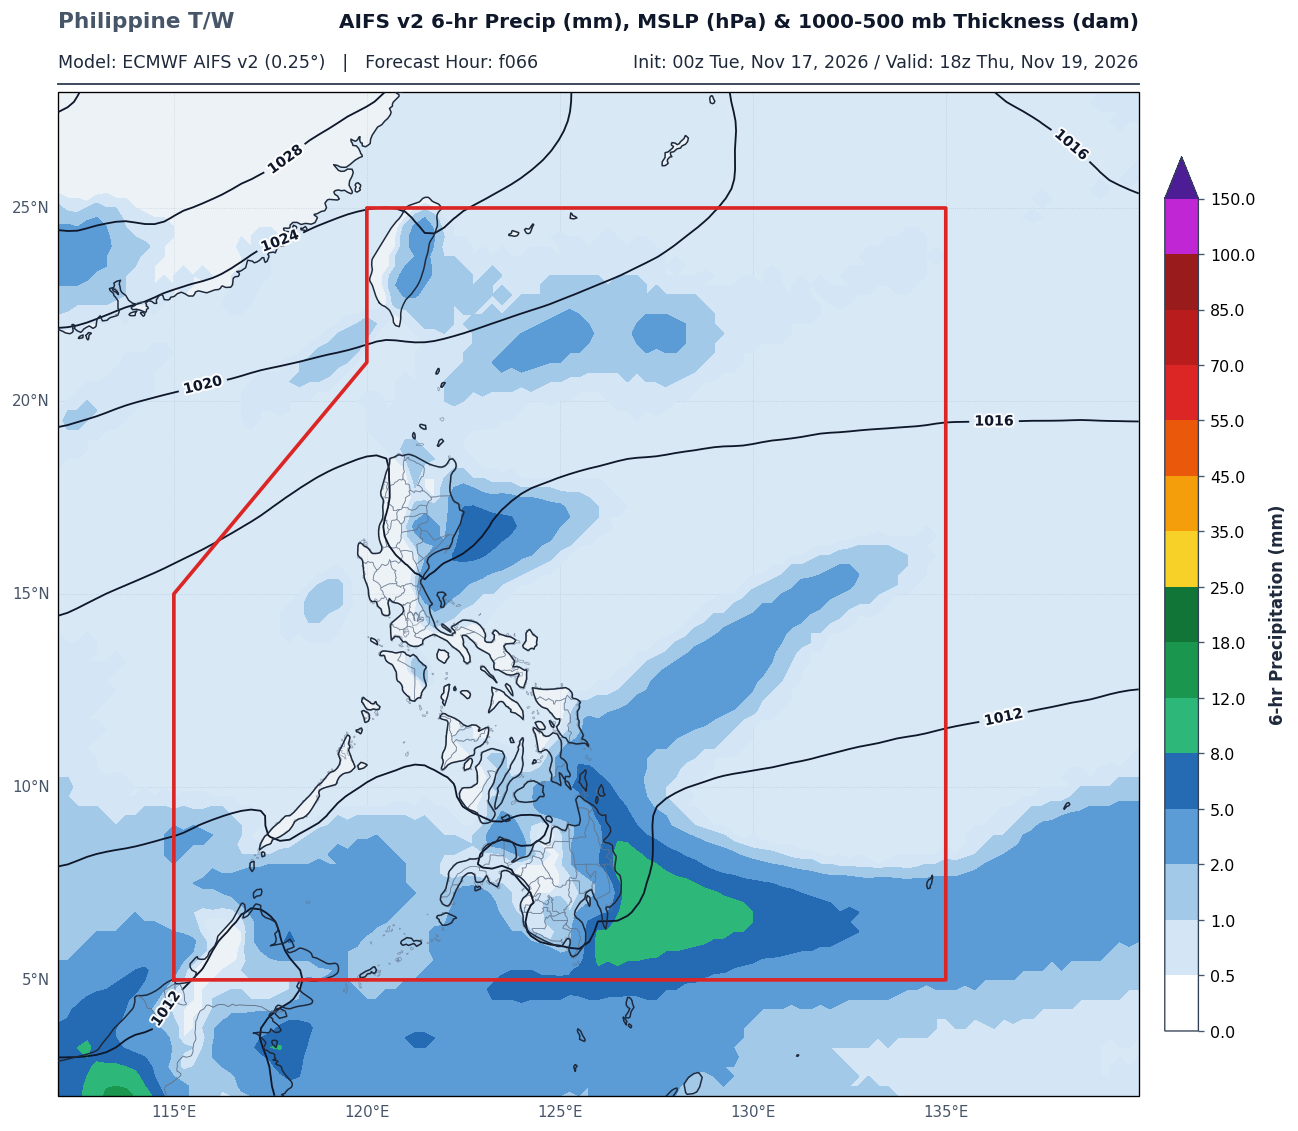 Philippine T/W
AIFS v2 6-hr Precip (mm), MSLP (hPa) & 1000-500 mb Thickness (dam)
Model: ECMWF AIFS v2 (0.25°) | Forecast Hour: f066
Init: 00z Tue, Nov 17, 2026 / Valid: 18z Thu, Nov 19, 2026
1028
1016
1024
1020
1016
1012
1012
25°N
20°N
15°N
10°N
5°N
115°E
120°E
125°E
130°E
135°E
150.0
100.0
85.0
70.0
55.0
45.0
35.0
25.0
18.0
12.0
8.0
5.0
2.0
1.0
0.5
0.0
6-hr Precipitation (mm)